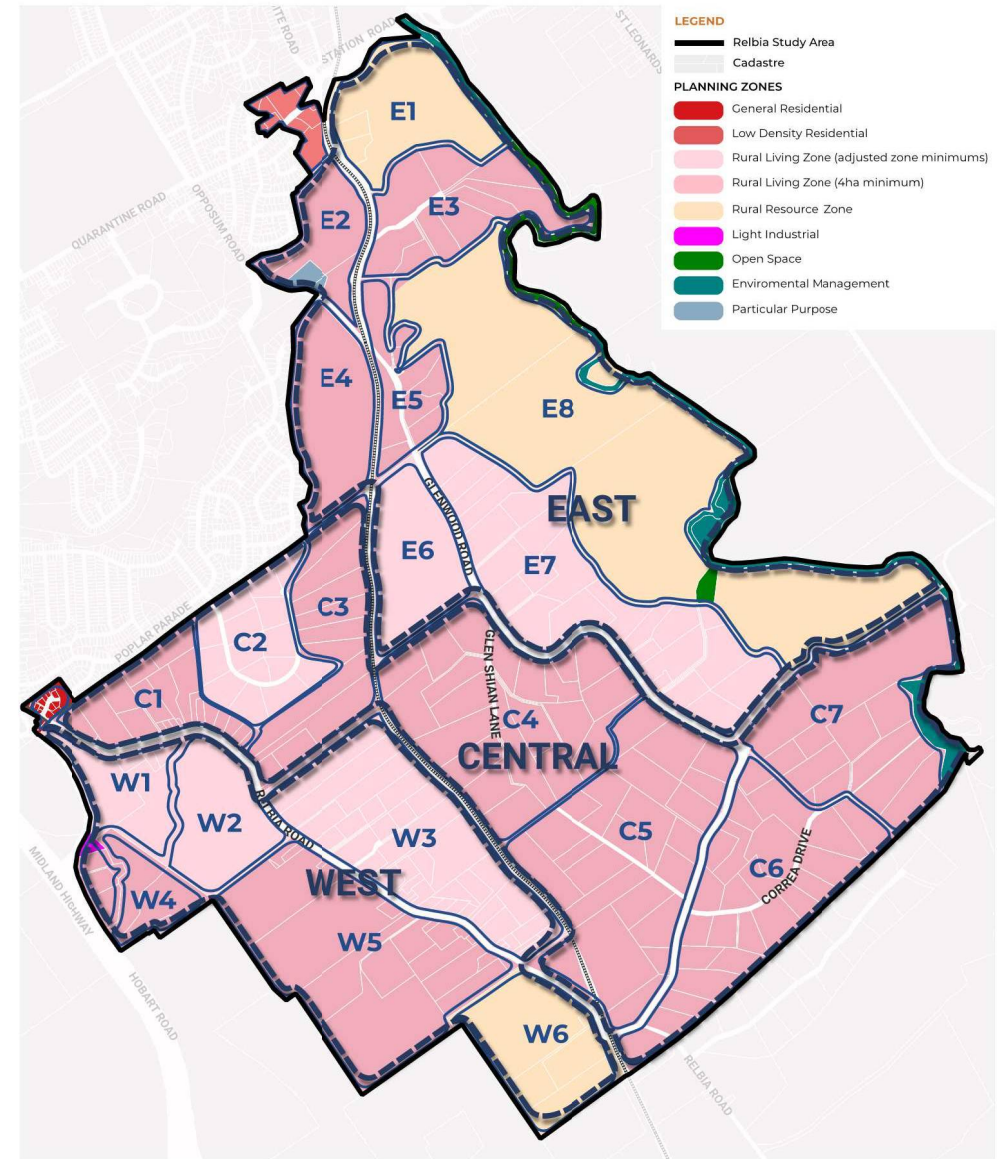 LEGEND
Relbia Study Area
Cadastre
PLANNING ZONES
General Residential
Low Density Residential
Rural Living Zone (adjusted zone minimums)
Rural Living Zone (4ha minimum)
Rural Resource Zone
Light Industrial
Open Space
Enviromental Management
Particular Purpose
STATION ROAD
ST LEONARDS
QUARANTINE ROAD
OPPOSUM ROAD
POPLAR PARADE
MIDLAND HIGHWAY
HOBART ROAD
RELBIA ROAD
GLENWOOD ROAD
GLEN SHIAN LANE
CORREA DRIVE
RELBIA ROAD
E1
E2
E3
E4
E5
E8
EAST
E6
E7
C3
C2
C1
C4
CENTRAL
C7
C5
C6
W1
W2
W3
WEST
W4
W5
W6